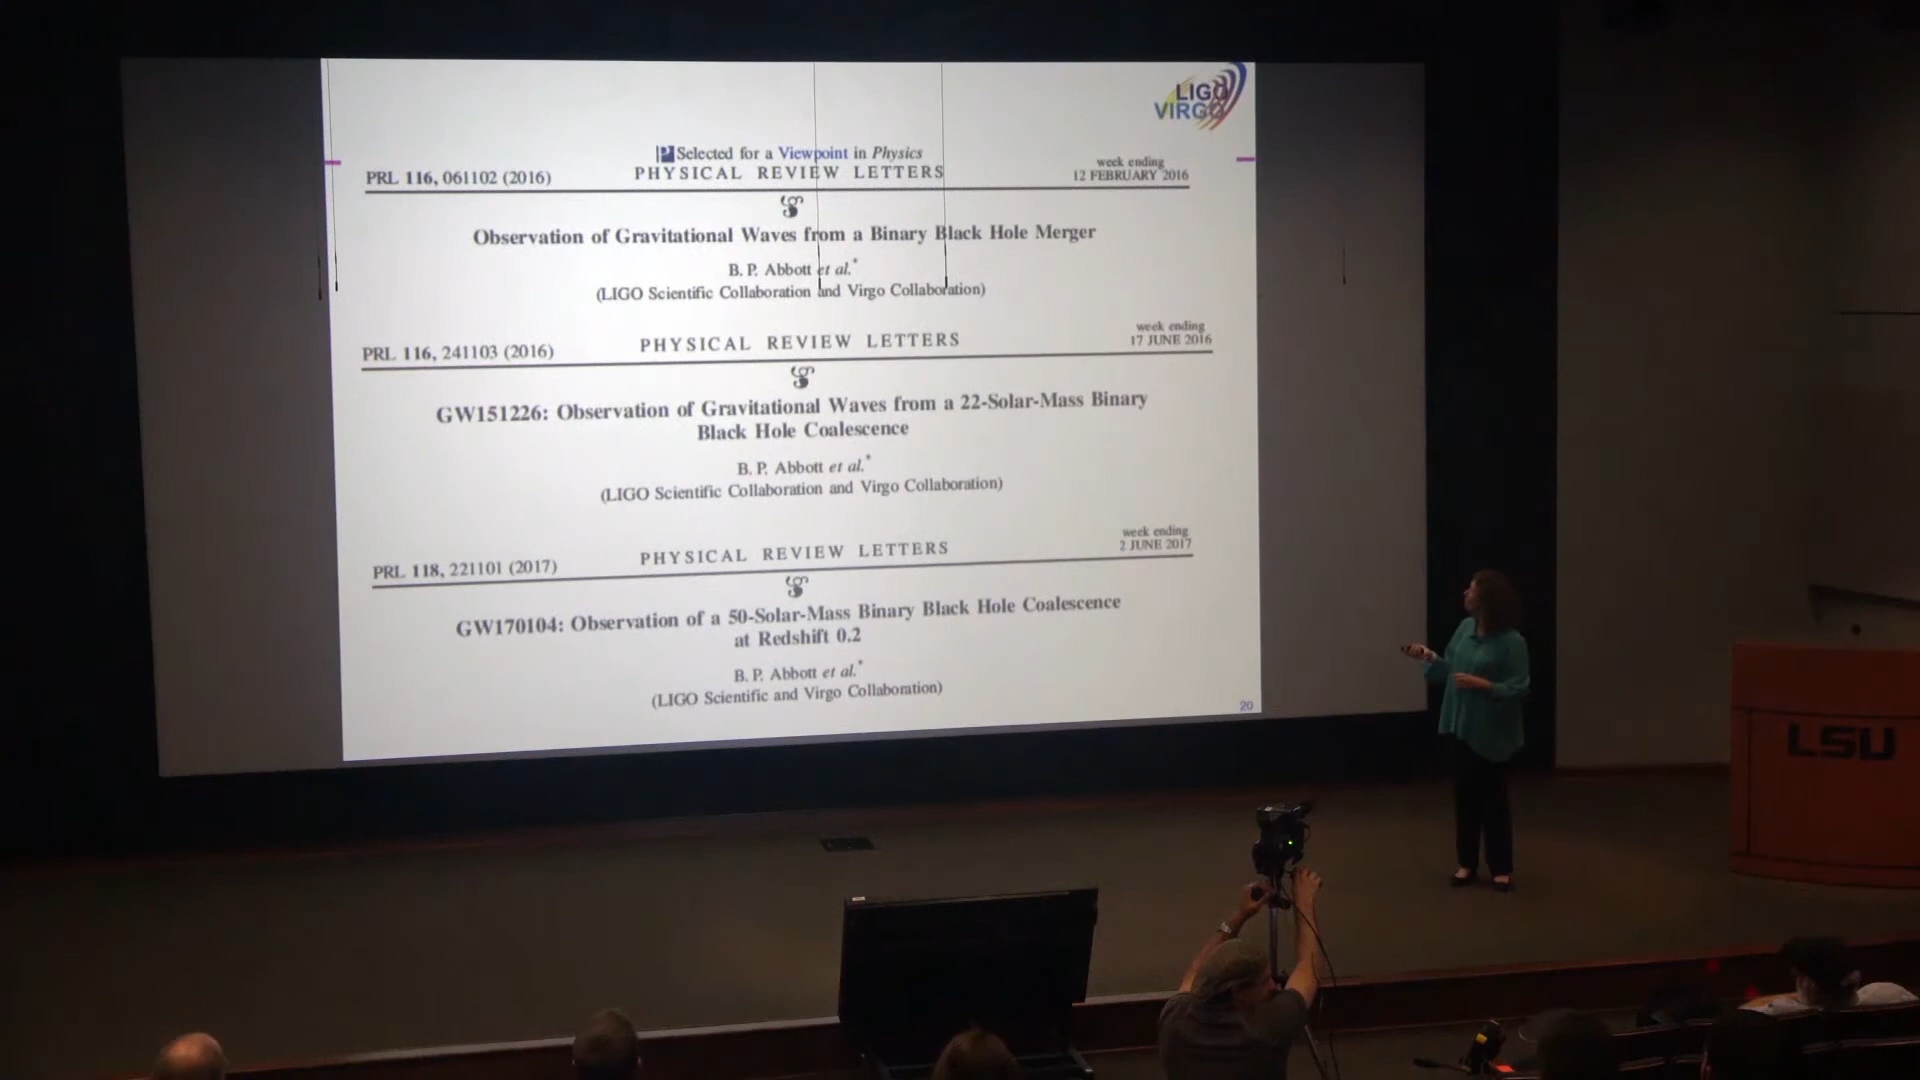 LIGO
VIRGO
Selected for a Viewpoint in Physics
PRL 116, 061102 (2016)
PHYSICAL REVIEW LETTERS
week ending
12 FEBRUARY 2016
Observation of Gravitational Waves from a Binary Black Hole Merger
B. P. Abbott et al.*
(LIGO Scientific Collaboration and Virgo Collaboration)
PRL 116, 241103 (2016)
PHYSICAL REVIEW LETTERS
week ending
17 JUNE 2016
GW151226: Observation of Gravitational Waves from a 22-Solar-Mass Binary
Black Hole Coalescence
B. P. Abbott et al.*
(LIGO Scientific Collaboration and Virgo Collaboration)
PRL 118, 221101 (2017)
PHYSICAL REVIEW LETTERS
week ending
2 JUNE 2017
GW170104: Observation of a 50-Solar-Mass Binary Black Hole Coalescence
at Redshift 0.2
B. P. Abbott et al.*
(LIGO Scientific and Virgo Collaboration)
20
LSU